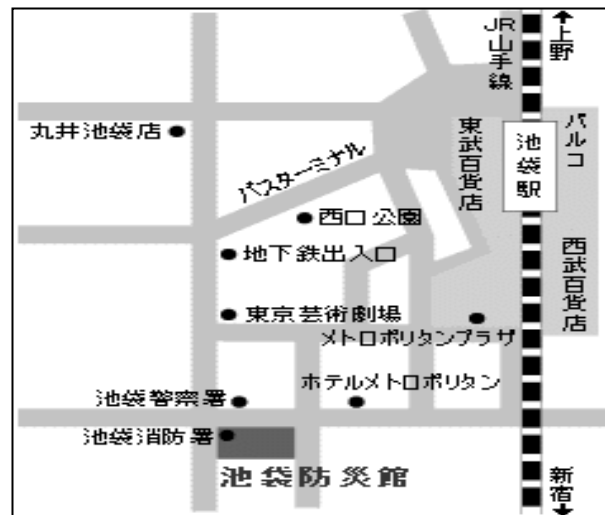 JR山手線
上野
丸井池袋店
バスターミナル
東武百貨店
池袋駅
パルコ
西口公園
地下鉄出入口
西武百貨店
東京芸術劇場
メトロポリタンプラザ
ホテルメトロポリタン
池袋警察署
池袋消防署
池袋防災館
新宿